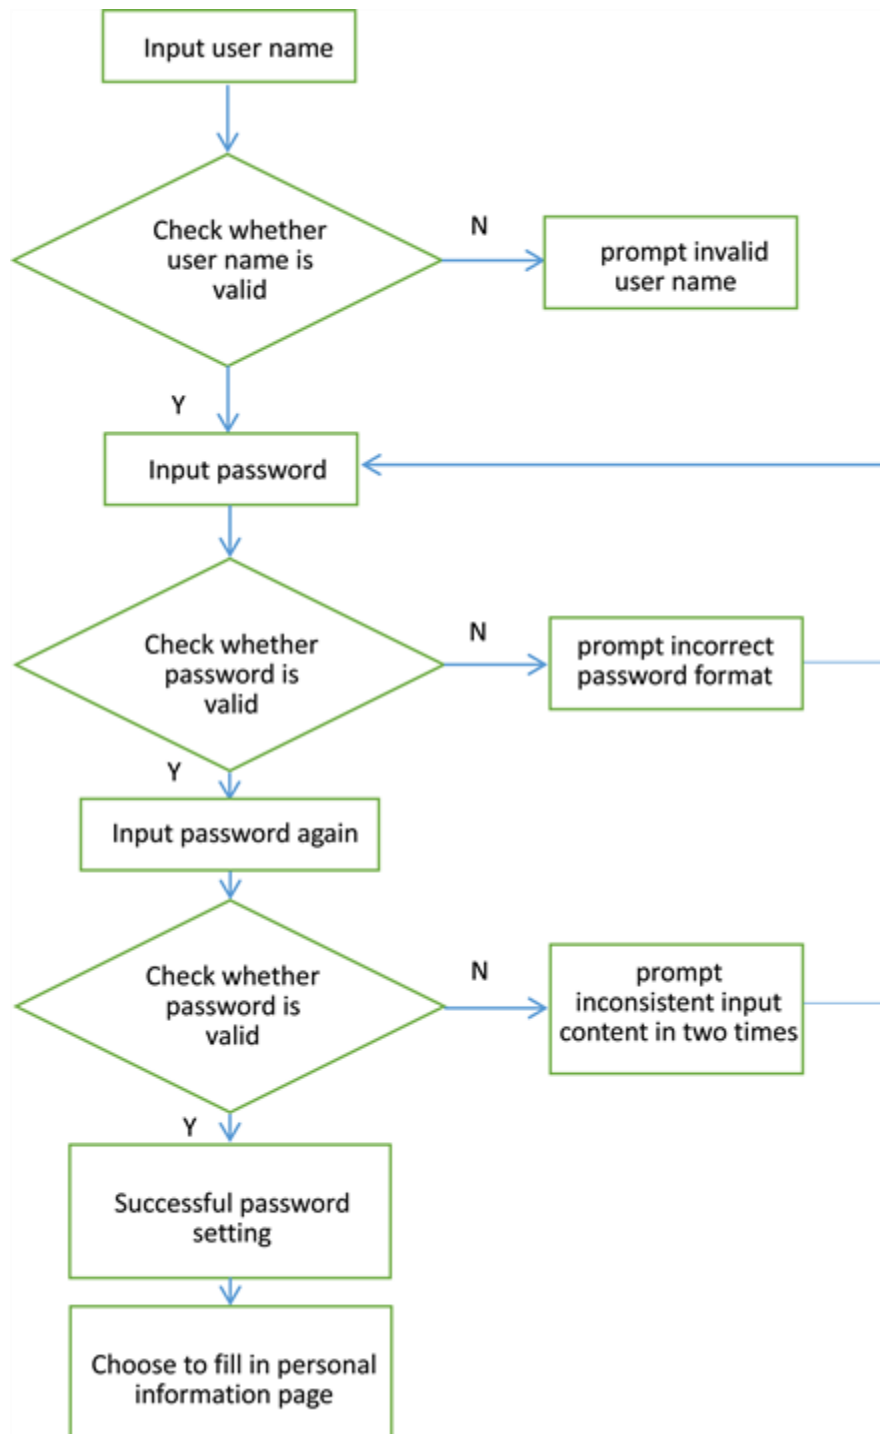 Input user name
Check whether
user name is
valid
N
prompt invalid
user name
Y
Input password
Check whether
password is
valid
N
prompt incorrect
password format
Y
Input password again
Check whether
password is
valid
N
prompt
inconsistent input
content in two times
Y
Successful password
setting
Choose to fill in personal
information page